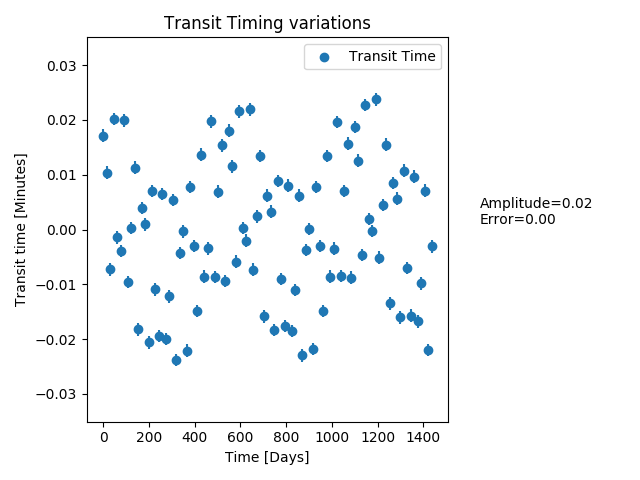 Transit Timing variations
Transit Time
0.03
0.02
0.01
0.00
−0.01
−0.02
−0.03
Transit time [Minutes]
0 200 400 600 800 1000 1200 1400
Time [Days]
Amplitude=0.02
Error=0.00